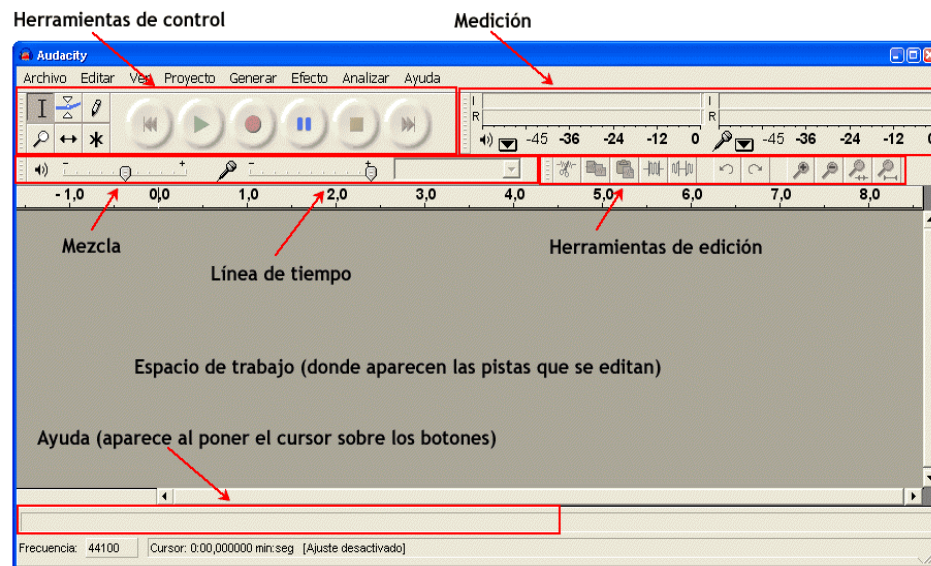 Herramientas de control
Medición
Audacity
Archivo Editar Ver Proyecto Generar Efecto Analizar Ayuda
I I
R R
-45 -36 -24 -12 0 -45 -36 -24 -12 0
- + - +
- 1,0 0,0 1,0 2,0 3,0 4,0 5,0 6,0 7,0 8,0
Mezcla
Línea de tiempo
Herramientas de edición
Espacio de trabajo (donde aparecen las pistas que se editan)
Ayuda (aparece al poner el cursor sobre los botones)
Frecuencia: 44100 Cursor: 0:00,000000 min:seg [Ajuste desactivado]